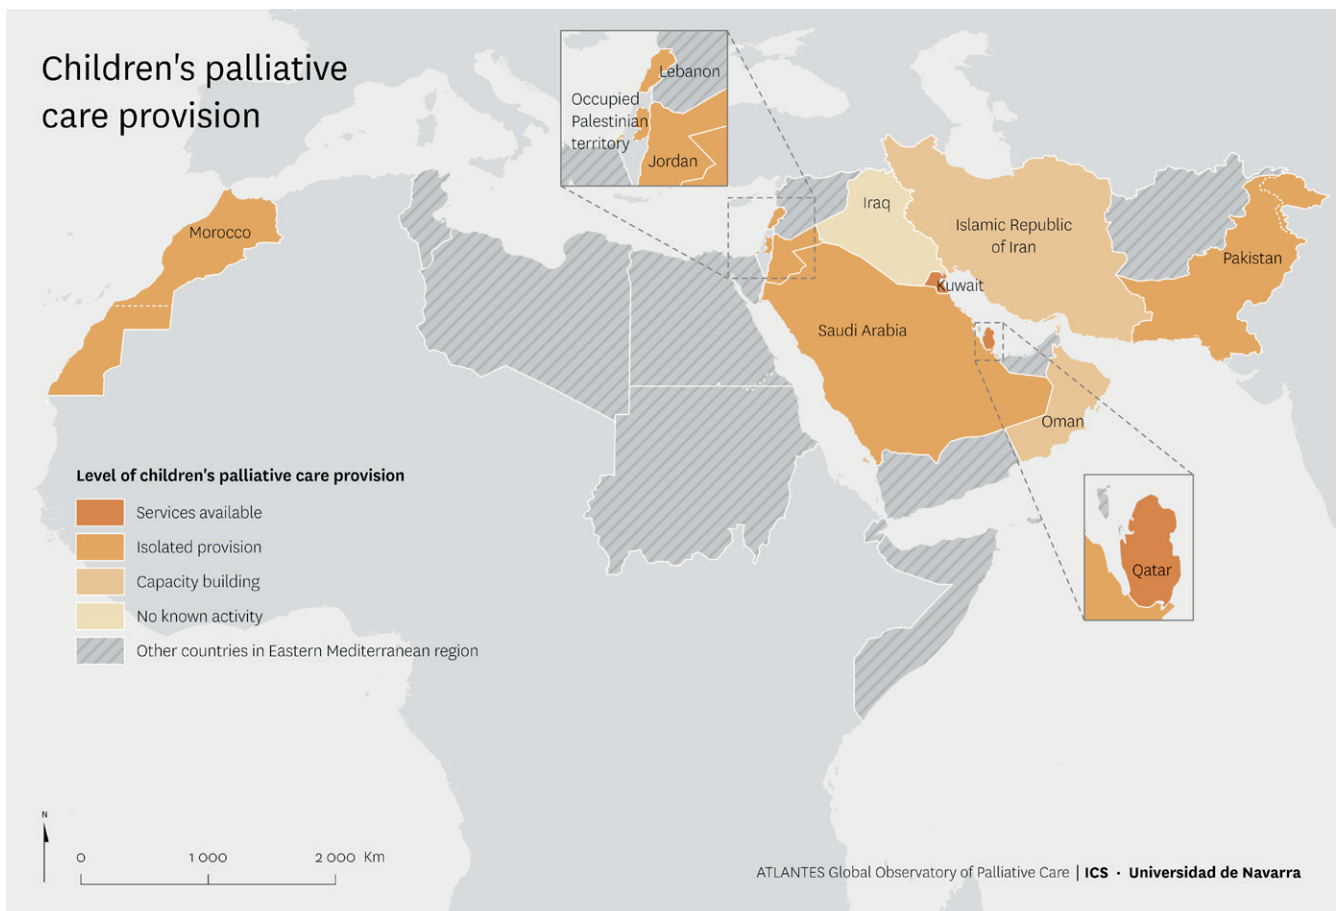 Children's palliative
care provision
Lebanon
Occupied
Palestinian
territory
Jordan
Morocco
Iraq
Islamic Republic
of Iran
Pakistan
Kuwait
Saudi Arabia
Oman
Qatar
Level of children's palliative care provision
Services available
Isolated provision
Capacity building
No known activity
Other countries in Eastern Mediterranean region
N
0 1 000 2 000 Km
ATLANTES Global Observatory of Palliative Care | ICS · Universidad de Navarra